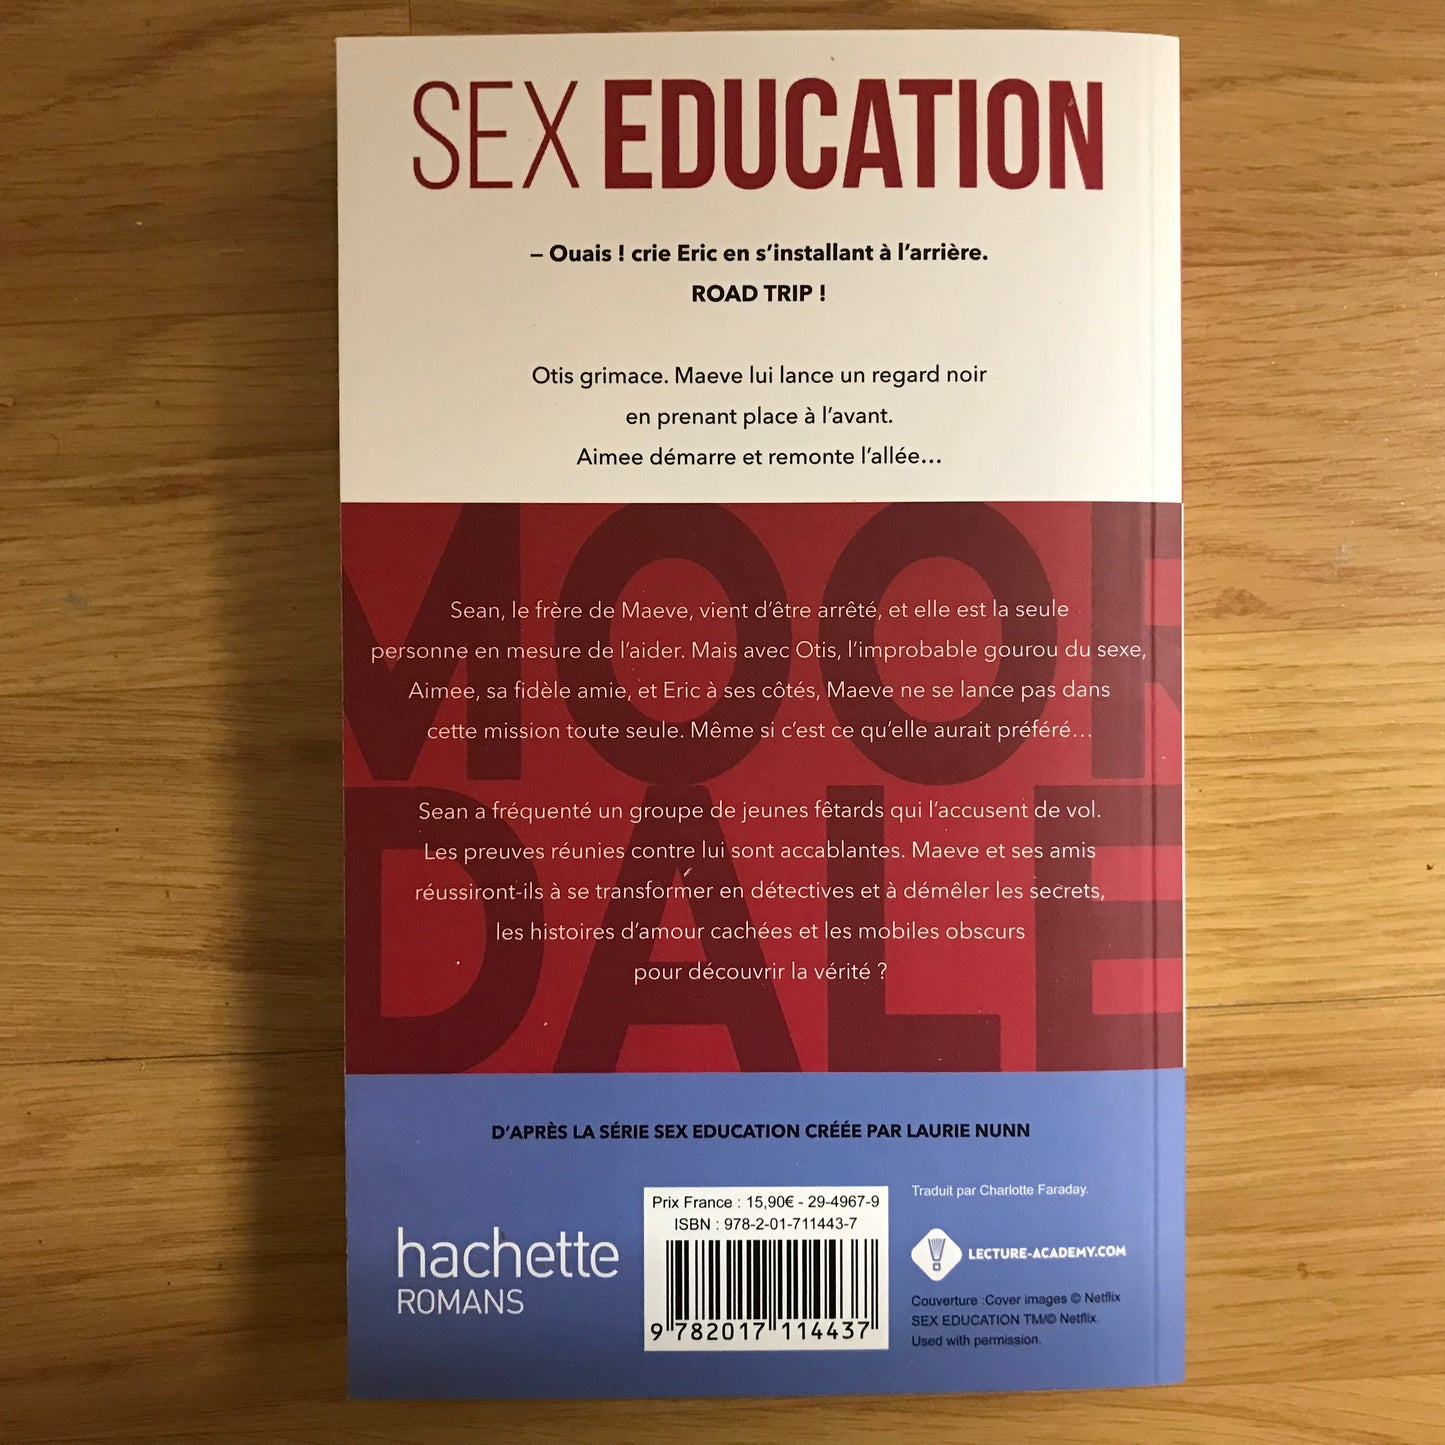 SEX EDUCATION
– Ouais ! crie Eric en s’installant à l’arrière.
ROAD TRIP !
Otis grimace. Maeve lui lance un regard noir
en prenant place à l’avant.
Aimee démarre et remonte l’allée…
MOOR
DALE
Sean, le frère de Maeve, vient d’être arrêté, et elle est la seule
personne en mesure de l’aider. Mais avec Otis, l’improbable gourou du sexe,
Aimee, sa fidèle amie, et Eric à ses côtés, Maeve ne se lance pas dans
cette mission toute seule. Même si c’est ce qu’elle aurait préféré…
Sean a fréquenté un groupe de jeunes fêtards qui l’accusent de vol.
Les preuves réunies contre lui sont accablantes. Maeve et ses amis
réussiront-ils à se transformer en détectives et à démêler les secrets,
les histoires d’amour cachées et les mobiles obscurs
pour découvrir la vérité ?
D’APRÈS LA SÉRIE SEX EDUCATION CRÉÉE PAR LAURIE NUNN
hachette
ROMANS
Prix France : 15,90€ - 29-4967-9
ISBN : 978-2-01-711443-7
9 782017 114437
Traduit par Charlotte Faraday.
LECTURE-ACADEMY.COM
Couverture :Cover images © Netflix
SEX EDUCATION TM/© Netflix.
Used with permission.